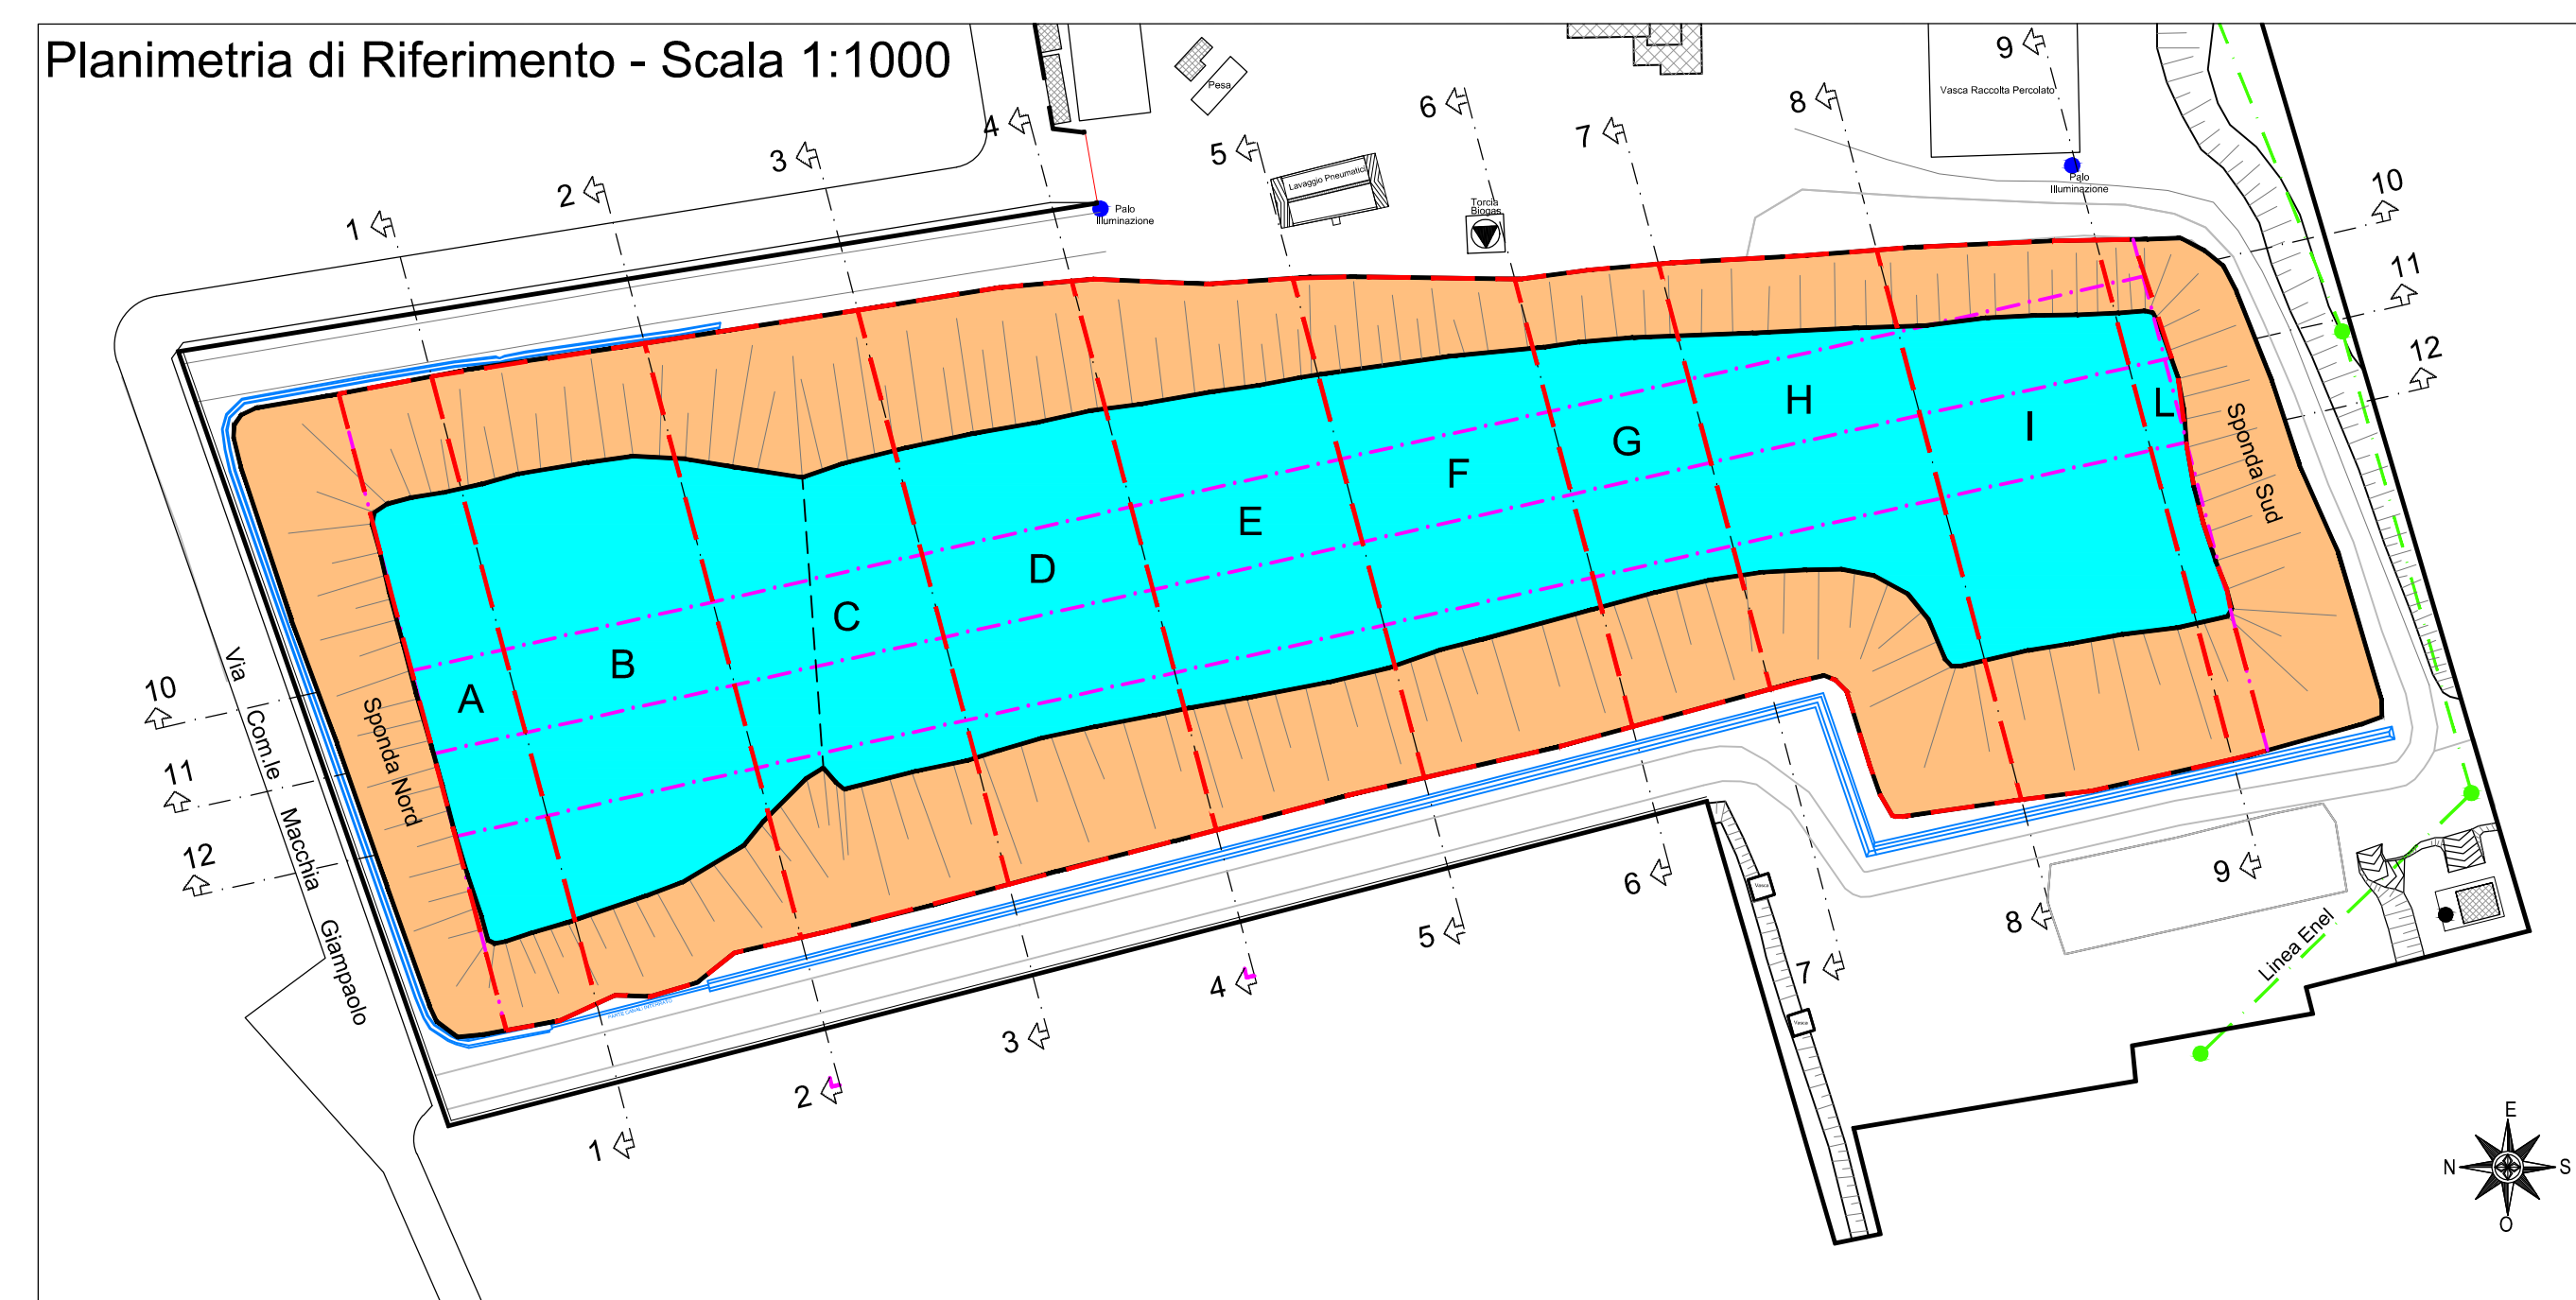 Planimetria di Riferimento - Scala 1:1000
1
2
3
4
5
6
7
8
9
Pesa
Lavaggio Pneumatici
Torcia
Biogas
Vasca Raccolta Percolato
Palo
Illuminazione
Palo
Illuminazione
10
11
12
A
B
C
D
E
F
G
H
I
L
Sponda Nord
Sponda Sud
Via Com.le Macchia Giampaolo
10
11
12
1
2
3
4
5
6
7
8
9
Vasca
Vasca
Linea Enel
E
N
S
O